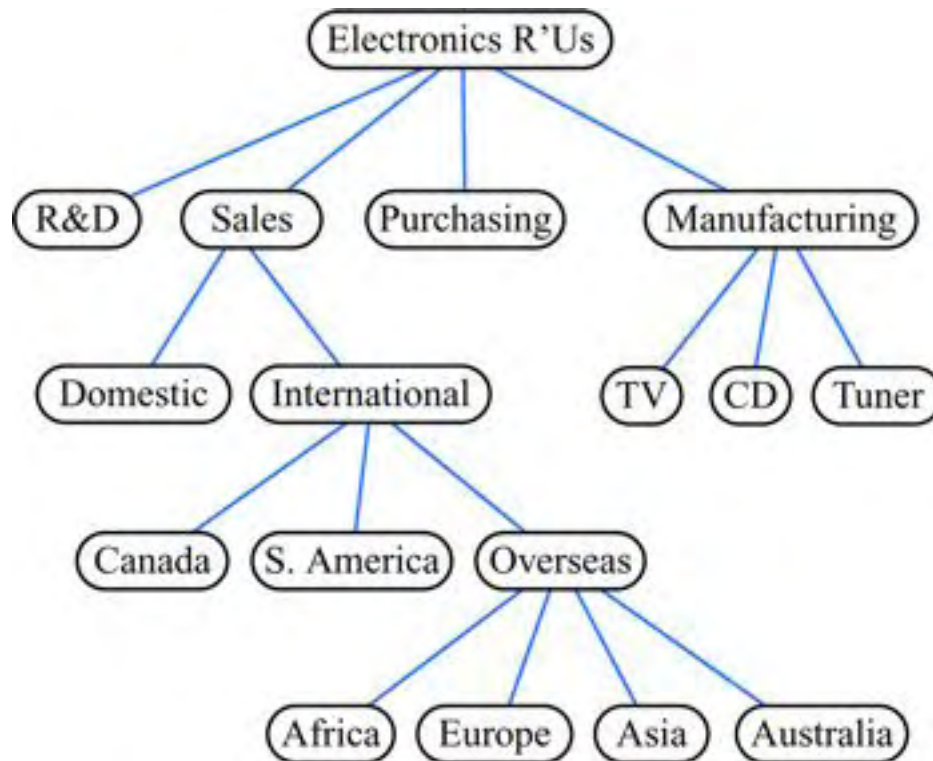 Electronics R'Us
R&D Sales Purchasing Manufacturing
Domestic International TV CD Tuner
Canada S. America Overseas
Africa Europe Asia Australia